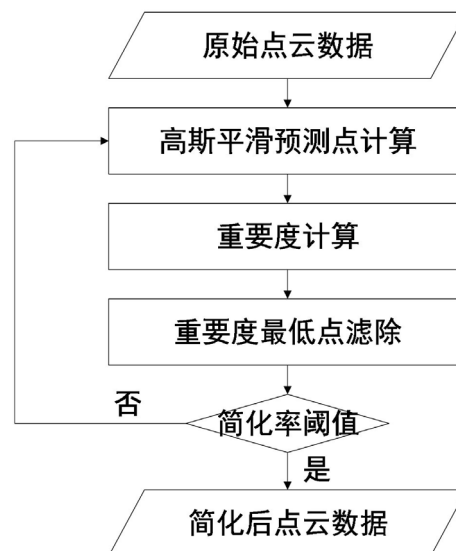 原始点云数据
高斯平滑预测点计算
重要度计算
重要度最低点滤除
否
简化率阈值
是
简化后点云数据